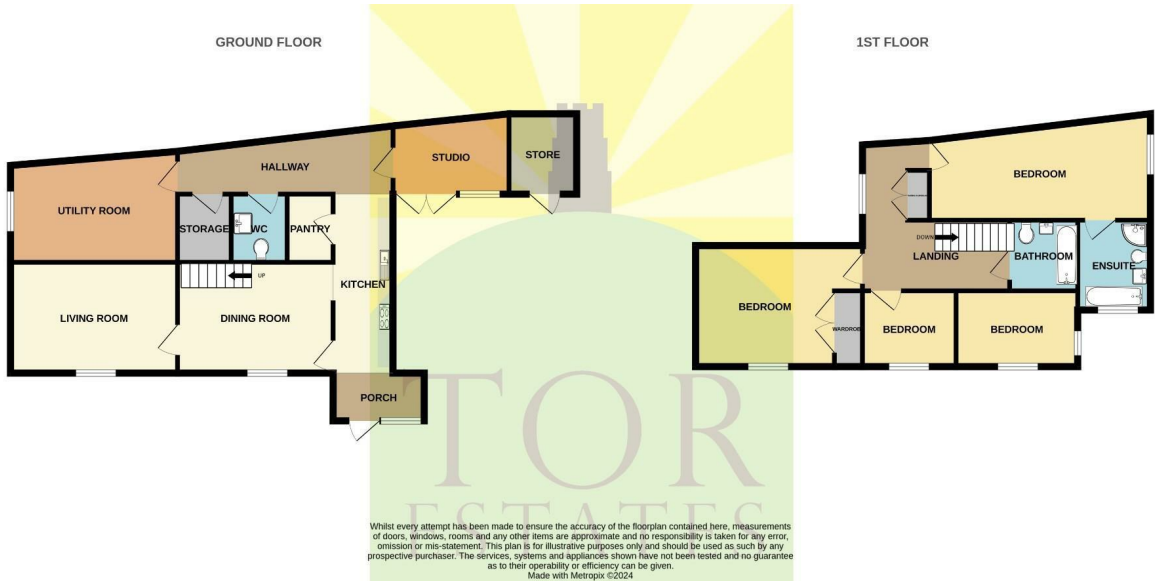 GROUND FLOOR
1ST FLOOR
HALLWAY
STUDIO
STORE
UTILITY ROOM
STORAGE
WC
PANTRY
UP
KITCHEN
LIVING ROOM
DINING ROOM
PORCH
BEDROOM
DOWN
LANDING
BATHROOM
ENSUITE
BEDROOM
WARDROB
BEDROOM
BEDROOM
TOR
ESTATES
Whilst every attempt has been made to ensure the accuracy of the floorplan contained here, measurements
of doors, windows, rooms and any other items are approximate and no responsibility is taken for any error,
omission or mis-statement. This plan is for illustrative purposes only and should be used as such by any
prospective purchaser. The services, systems and appliances shown have not been tested and no guarantee
as to their operability or efficiency can be given.
Made with Metropix ©2024